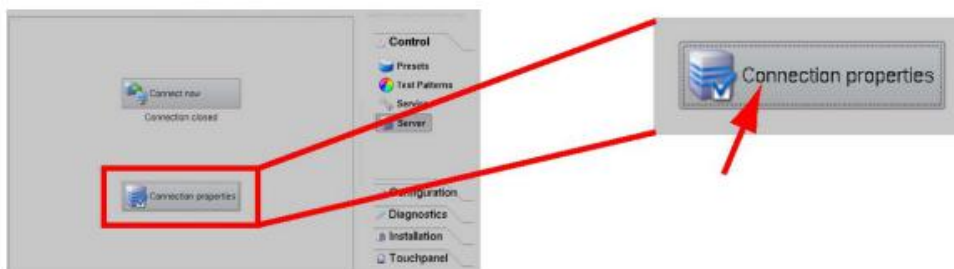 Connect now
Connection closed
Connection properties
Control
Presets
Test Patterns
Service
Server
Configuration
Diagnostics
Installation
Touchpanel
Connection properties